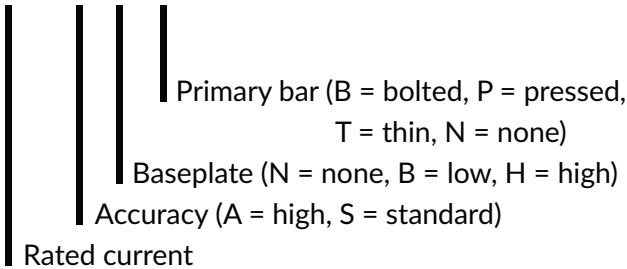 Primary bar (B = bolted, P = pressed,
T = thin, N = none)
Baseplate (N = none, B = low, H = high)
Accuracy (A = high, S = standard)
Rated current